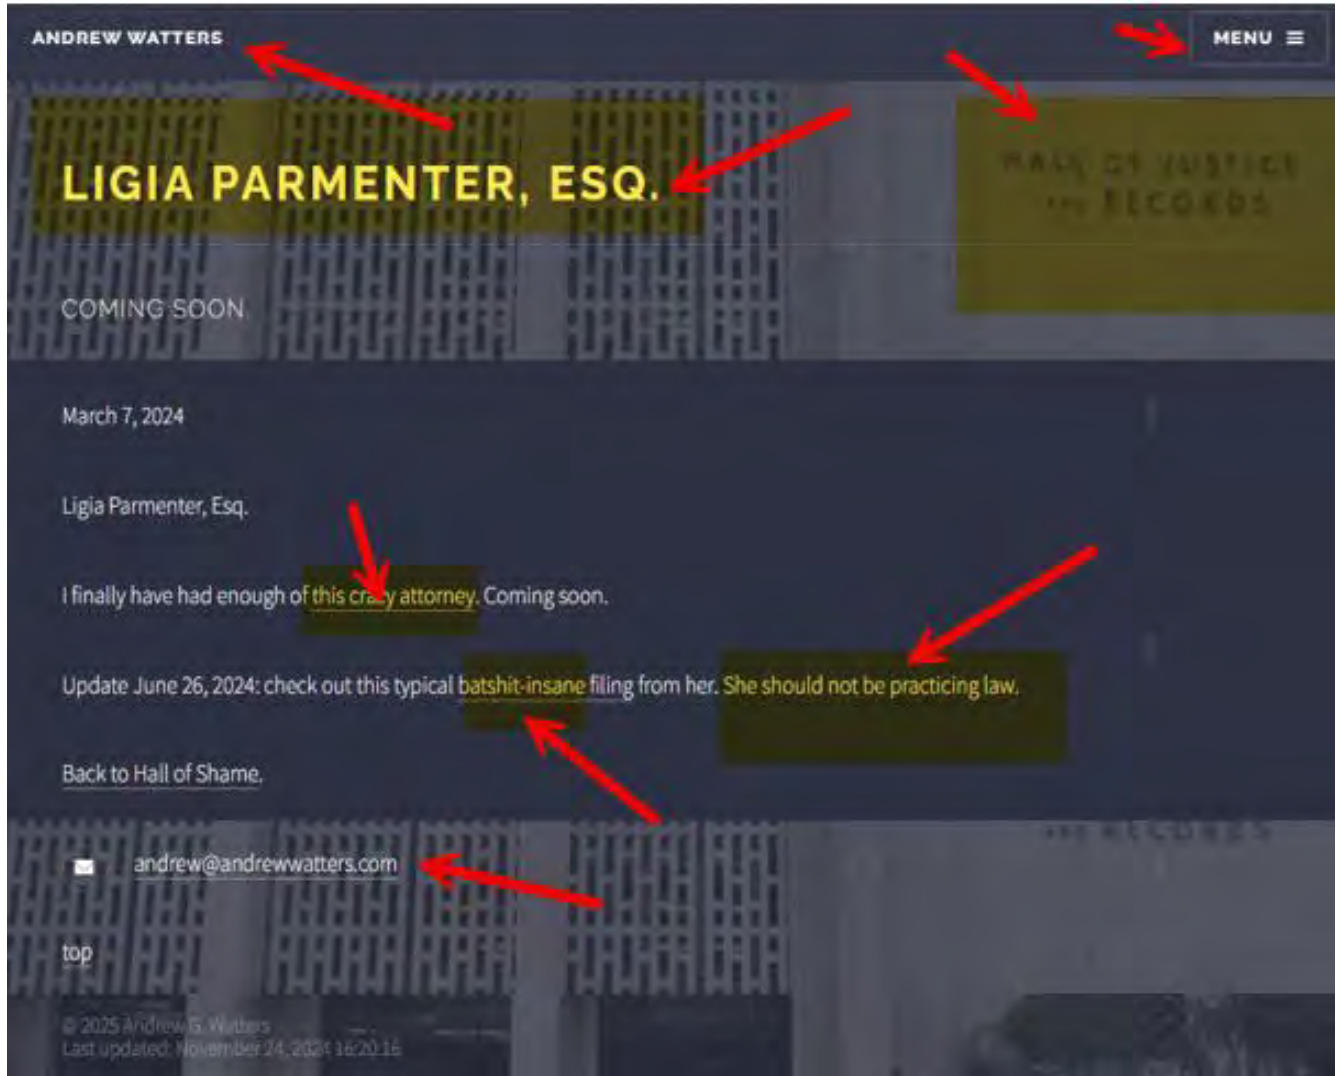 ANDREW WATTERS
MENU
HALL OF JUSTICE
AND RECORDS
LIGIA PARMENTER, ESQ.
COMING SOON
March 7, 2024
Ligia Parmenter, Esq.
I finally have had enough of this crazy attorney. Coming soon.
Update June 26, 2024: check out this typical batshit-insane filing from her. She should not be practicing law.
Back to Hall of Shame.
RECORDS
andrew@andrewwatters.com
top
© 2025 Andrew G. Watters
Last updated: November 24, 2024 16:20:16